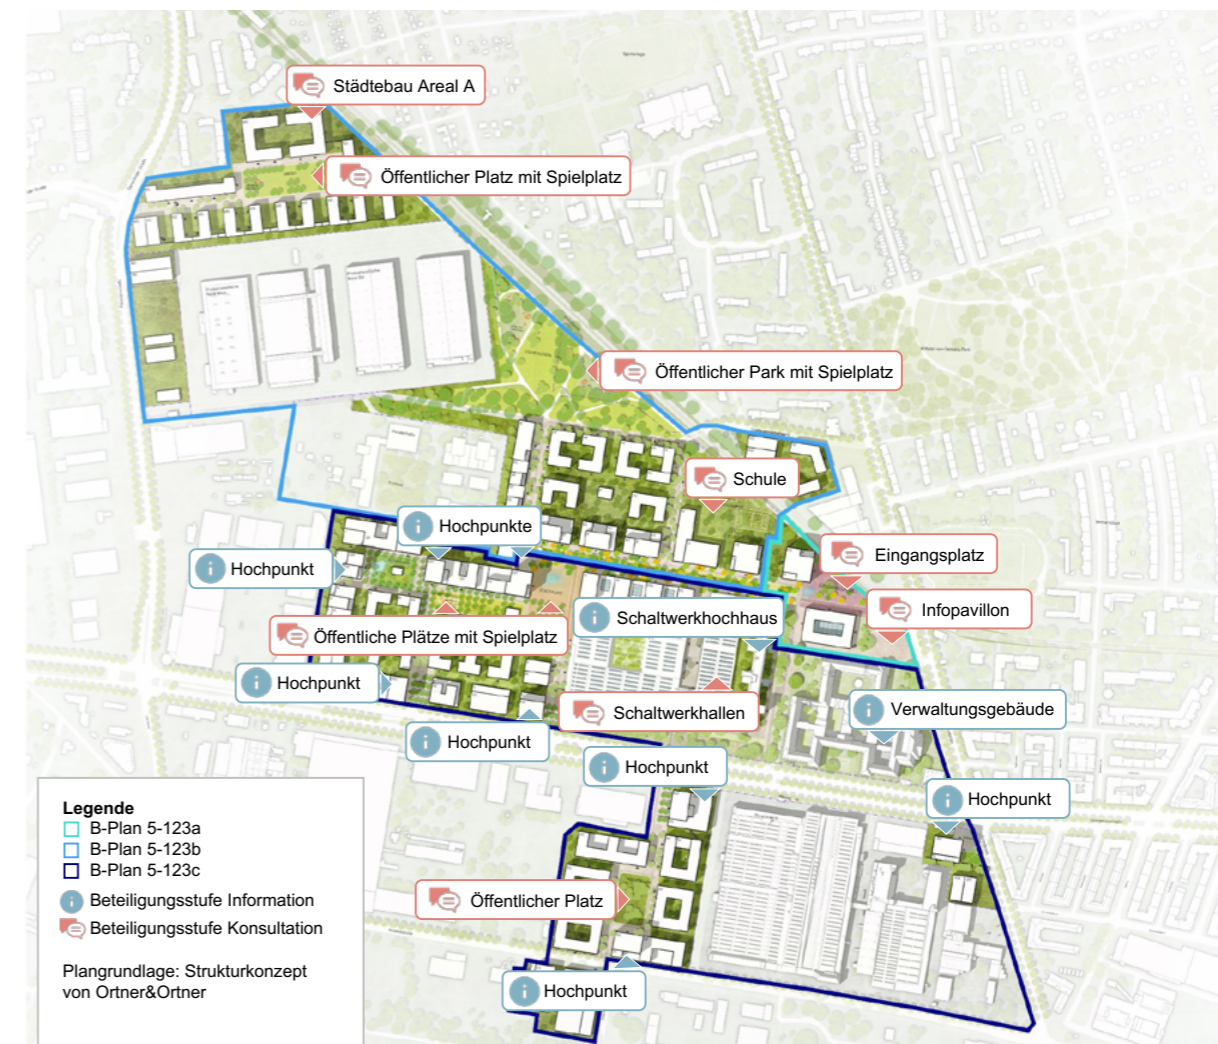 Städtebau Areal A
Öffentlicher Platz mit Spielplatz
Öffentlicher Park mit Spielplatz
Schule
Hochpunkte
Eingangsplatz
Hochpunkt
Infopavillon
Schaltwerkhochhaus
Öffentliche Plätze mit Spielplatz
Hochpunkt
Schaltwerkhallen
Verwaltungsgebäude
Hochpunkt
Hochpunkt
Hochpunkt
Öffentlicher Platz
Hochpunkt
Legende
B-Plan 5-123a
B-Plan 5-123b
B-Plan 5-123c
Beteiligungsstufe Information
Beteiligungsstufe Konsultation
Plangrundlage: Strukturkonzept
von Ortner&Ortner